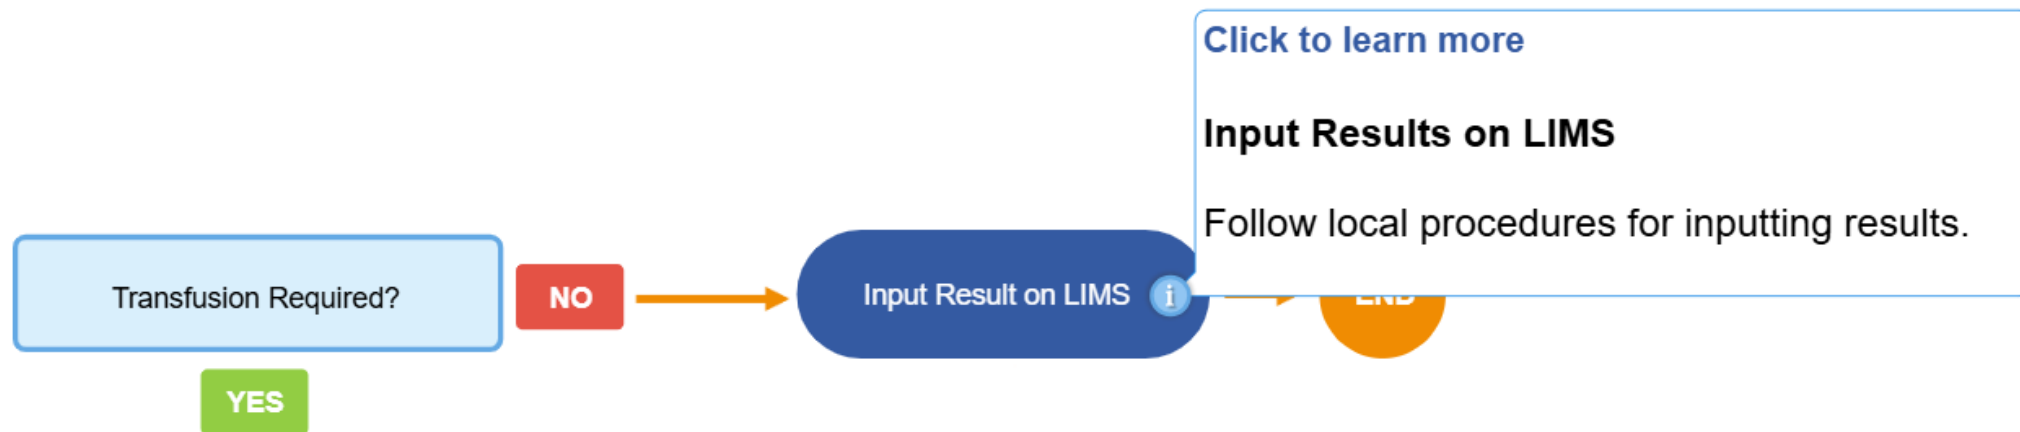 Click to learn more
Input Results on LIMS
Follow local procedures for inputting results.
Transfusion Required?
NO
Input Result on LIMS
i
END
YES